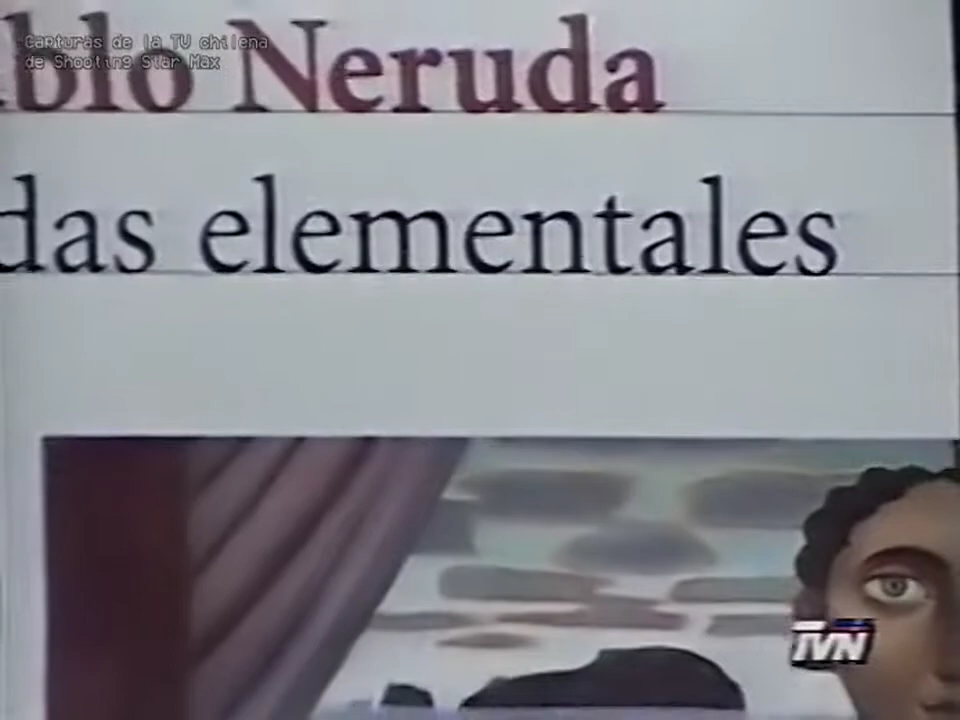 Capturas de la TV chilena
de Shooting Star Max
blo Neruda
das elementales
TVN